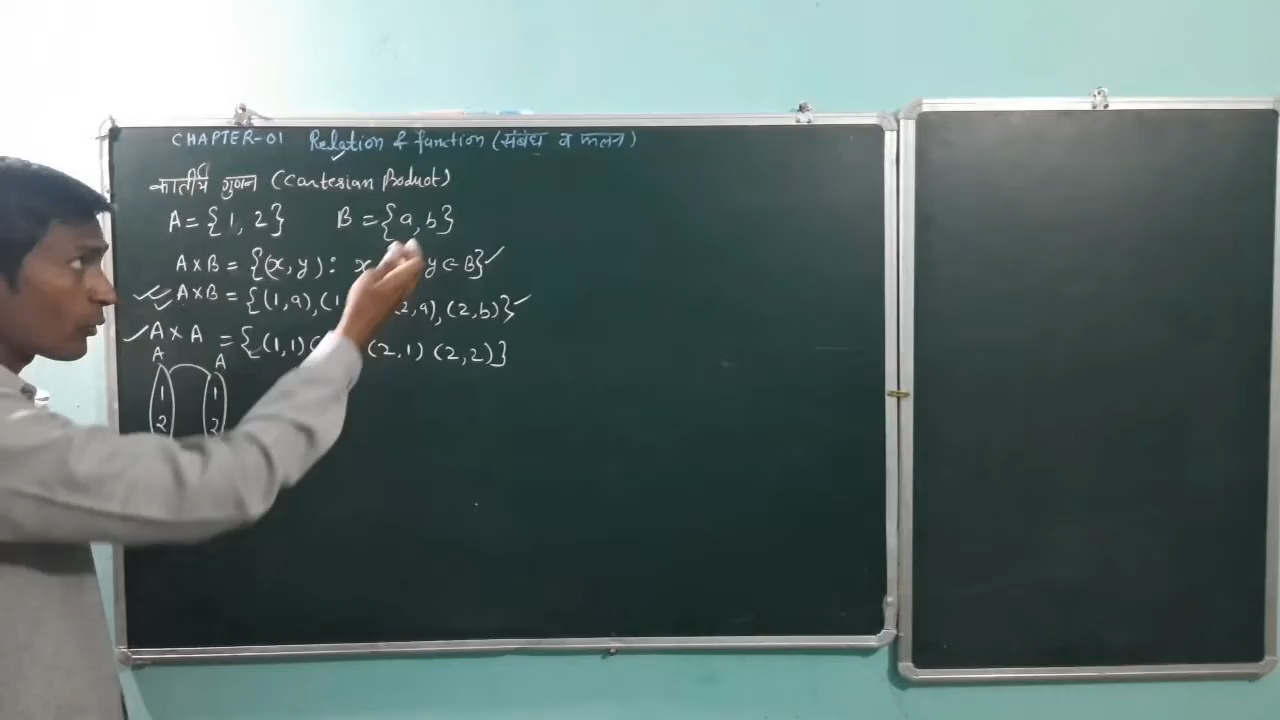 CHAPTER-01 Relation & function (संबंध व फलन)
कार्तीय गुणन (Cartesian Product)
A = {1, 2} B = {a, b}
A×B = {(x, y) : x y ∈ B}
A×B = {(1, a), (1 2, a), (2, b)}
A × A = {(1,1) ( (2,1) (2,2)}
A A
1 1
2 2